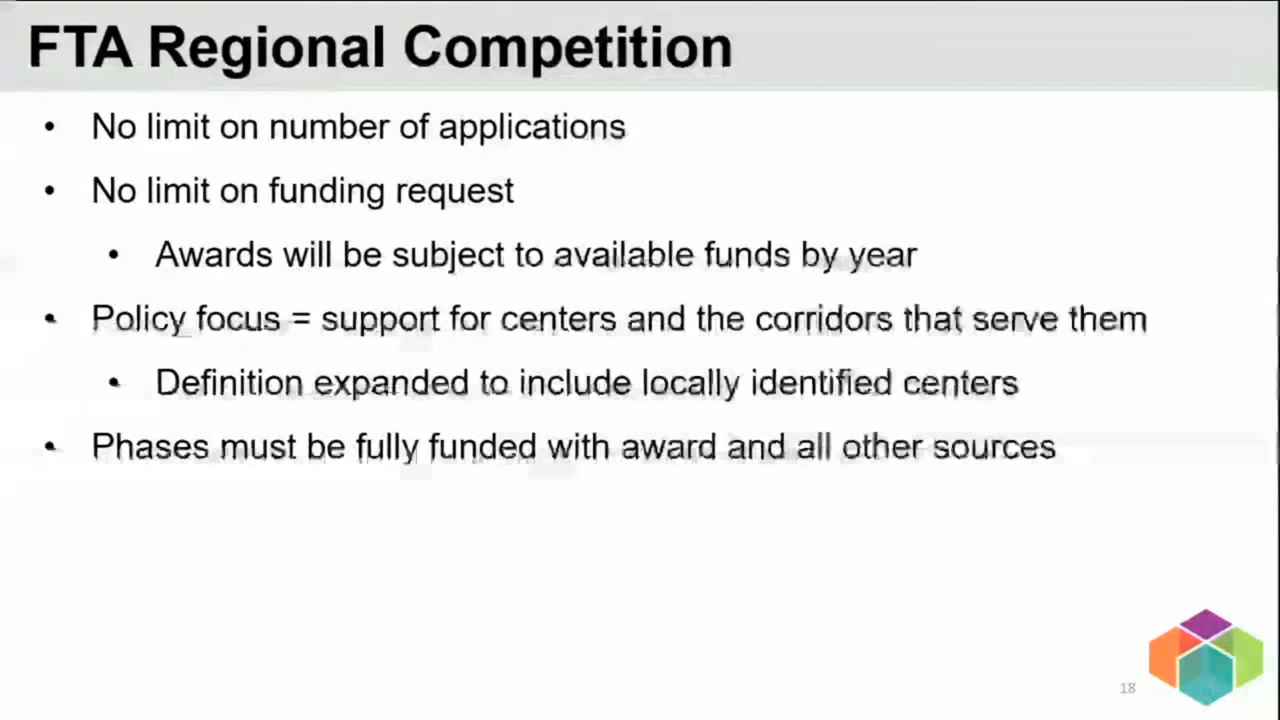 FTA Regional Competition
• No limit on number of applications
• No limit on funding request
• Awards will be subject to available funds by year
• Policy focus = support for centers and the corridors that serve them
• Definition expanded to include locally identified centers
• Phases must be fully funded with award and all other sources
18